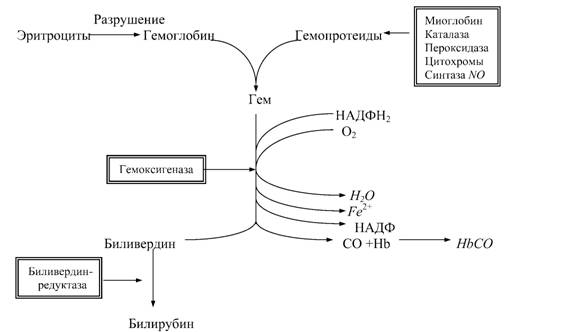 Разрушение
Эритроциты
Гемоглобин
Гемопротеиды
Миоглобин
Каталаза
Пероксидаза
Цитохромы
Синтаза NO
Гем
НАДФН₂
O₂
Гемоксигеназа
H₂O
Fe²⁺
НАДФ
Биливердин
CO +Hb
HbCO
Биливердин-
редуктаза
Билирубин